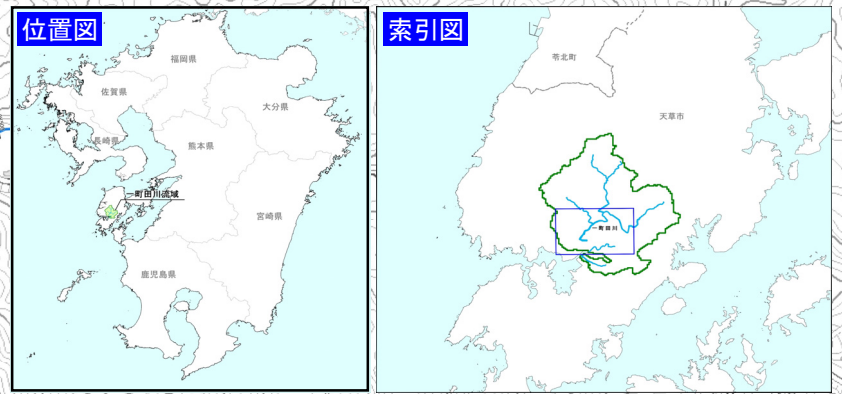 位置図
福岡県
佐賀県
大分県
長崎県
熊本県
一町田川流域
宮崎県
鹿児島県
索引図
苓北町
天草市
一町田川